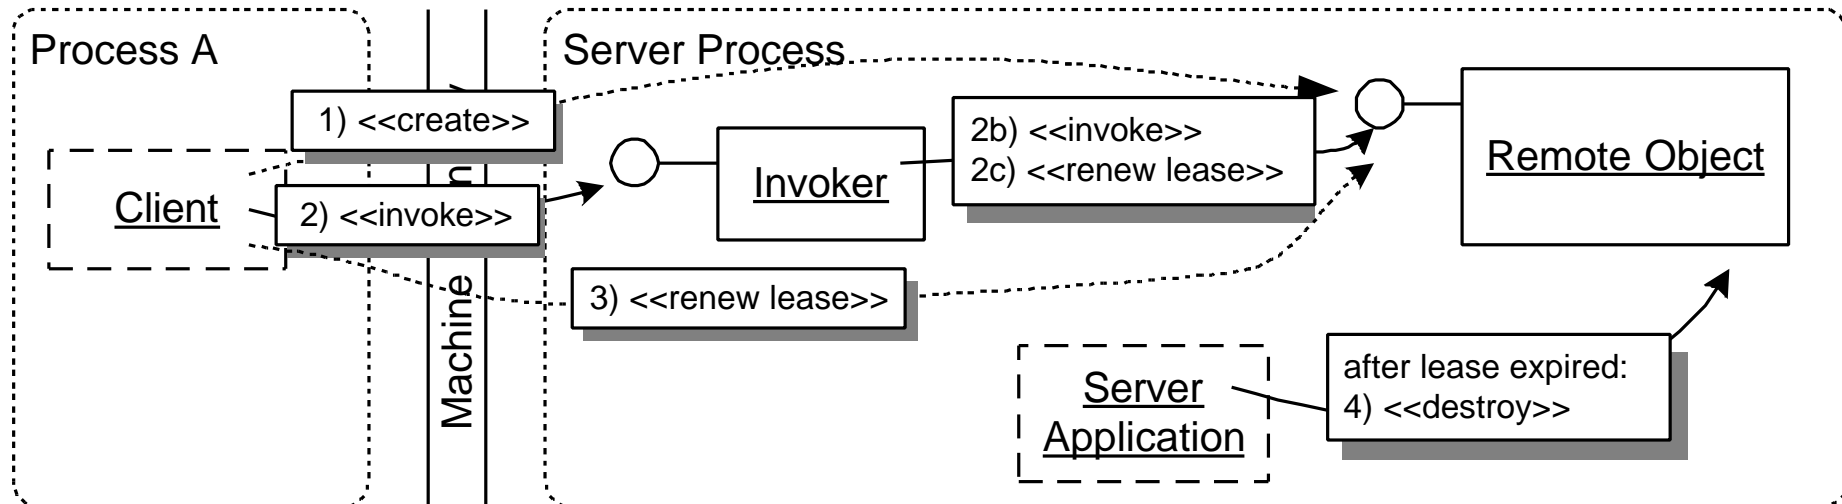 Process A
Server Process
1) <<create>>
2b) <<invoke>>
2c) <<renew lease>>
Remote Object
Client
2) <<invoke>>
Invoker
3) <<renew lease>>
Machine
Server
Application
after lease expired:
4) <<destroy>>